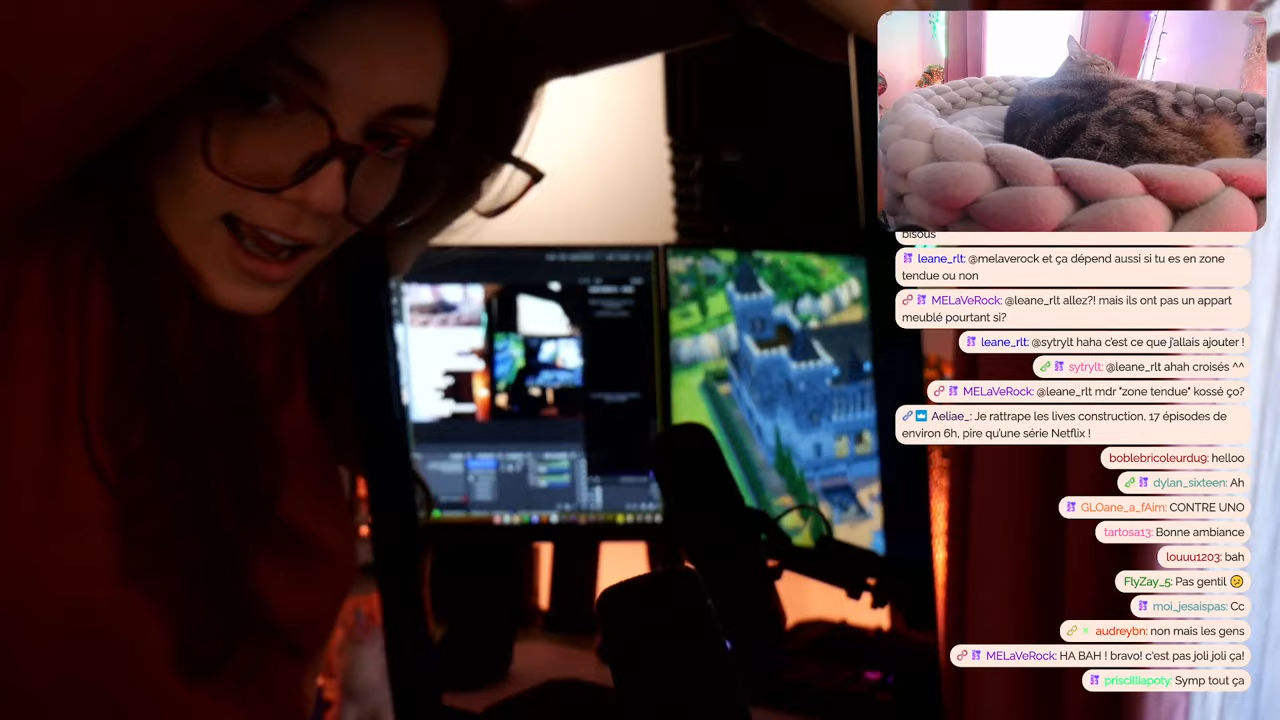 bisous
leane_rlt: @melaverock et ça dépend aussi si tu es en zone
tendue ou non
MELaVeRock: @leane_rlt allez?! mais ils ont pas un appart
meublé pourtant si?
leane_rlt: @sytrylt haha c'est ce que j'allais ajouter !
sytrylt: @leane_rlt ahah croisés ^^
MELaVeRock: @leane_rlt mdr "zone tendue" kossé ço?
Aeliae_: Je rattrape les lives construction, 17 épisodes de
environ 6h, pire qu'une série Netflix !
boblebricoleurdu9: helloo
dylan_sixteen: Ah
GLOane_a_fAim: CONTRE UNO
tartosa13: Bonne ambiance
louuu1203: bah
FlyZay_5: Pas gentil 😕
moi_jesaispas: Cc
audreybn: non mais les gens
MELaVeRock: HA BAH ! bravo! c'est pas joli joli ça!
priscilliapoty: Symp tout ça